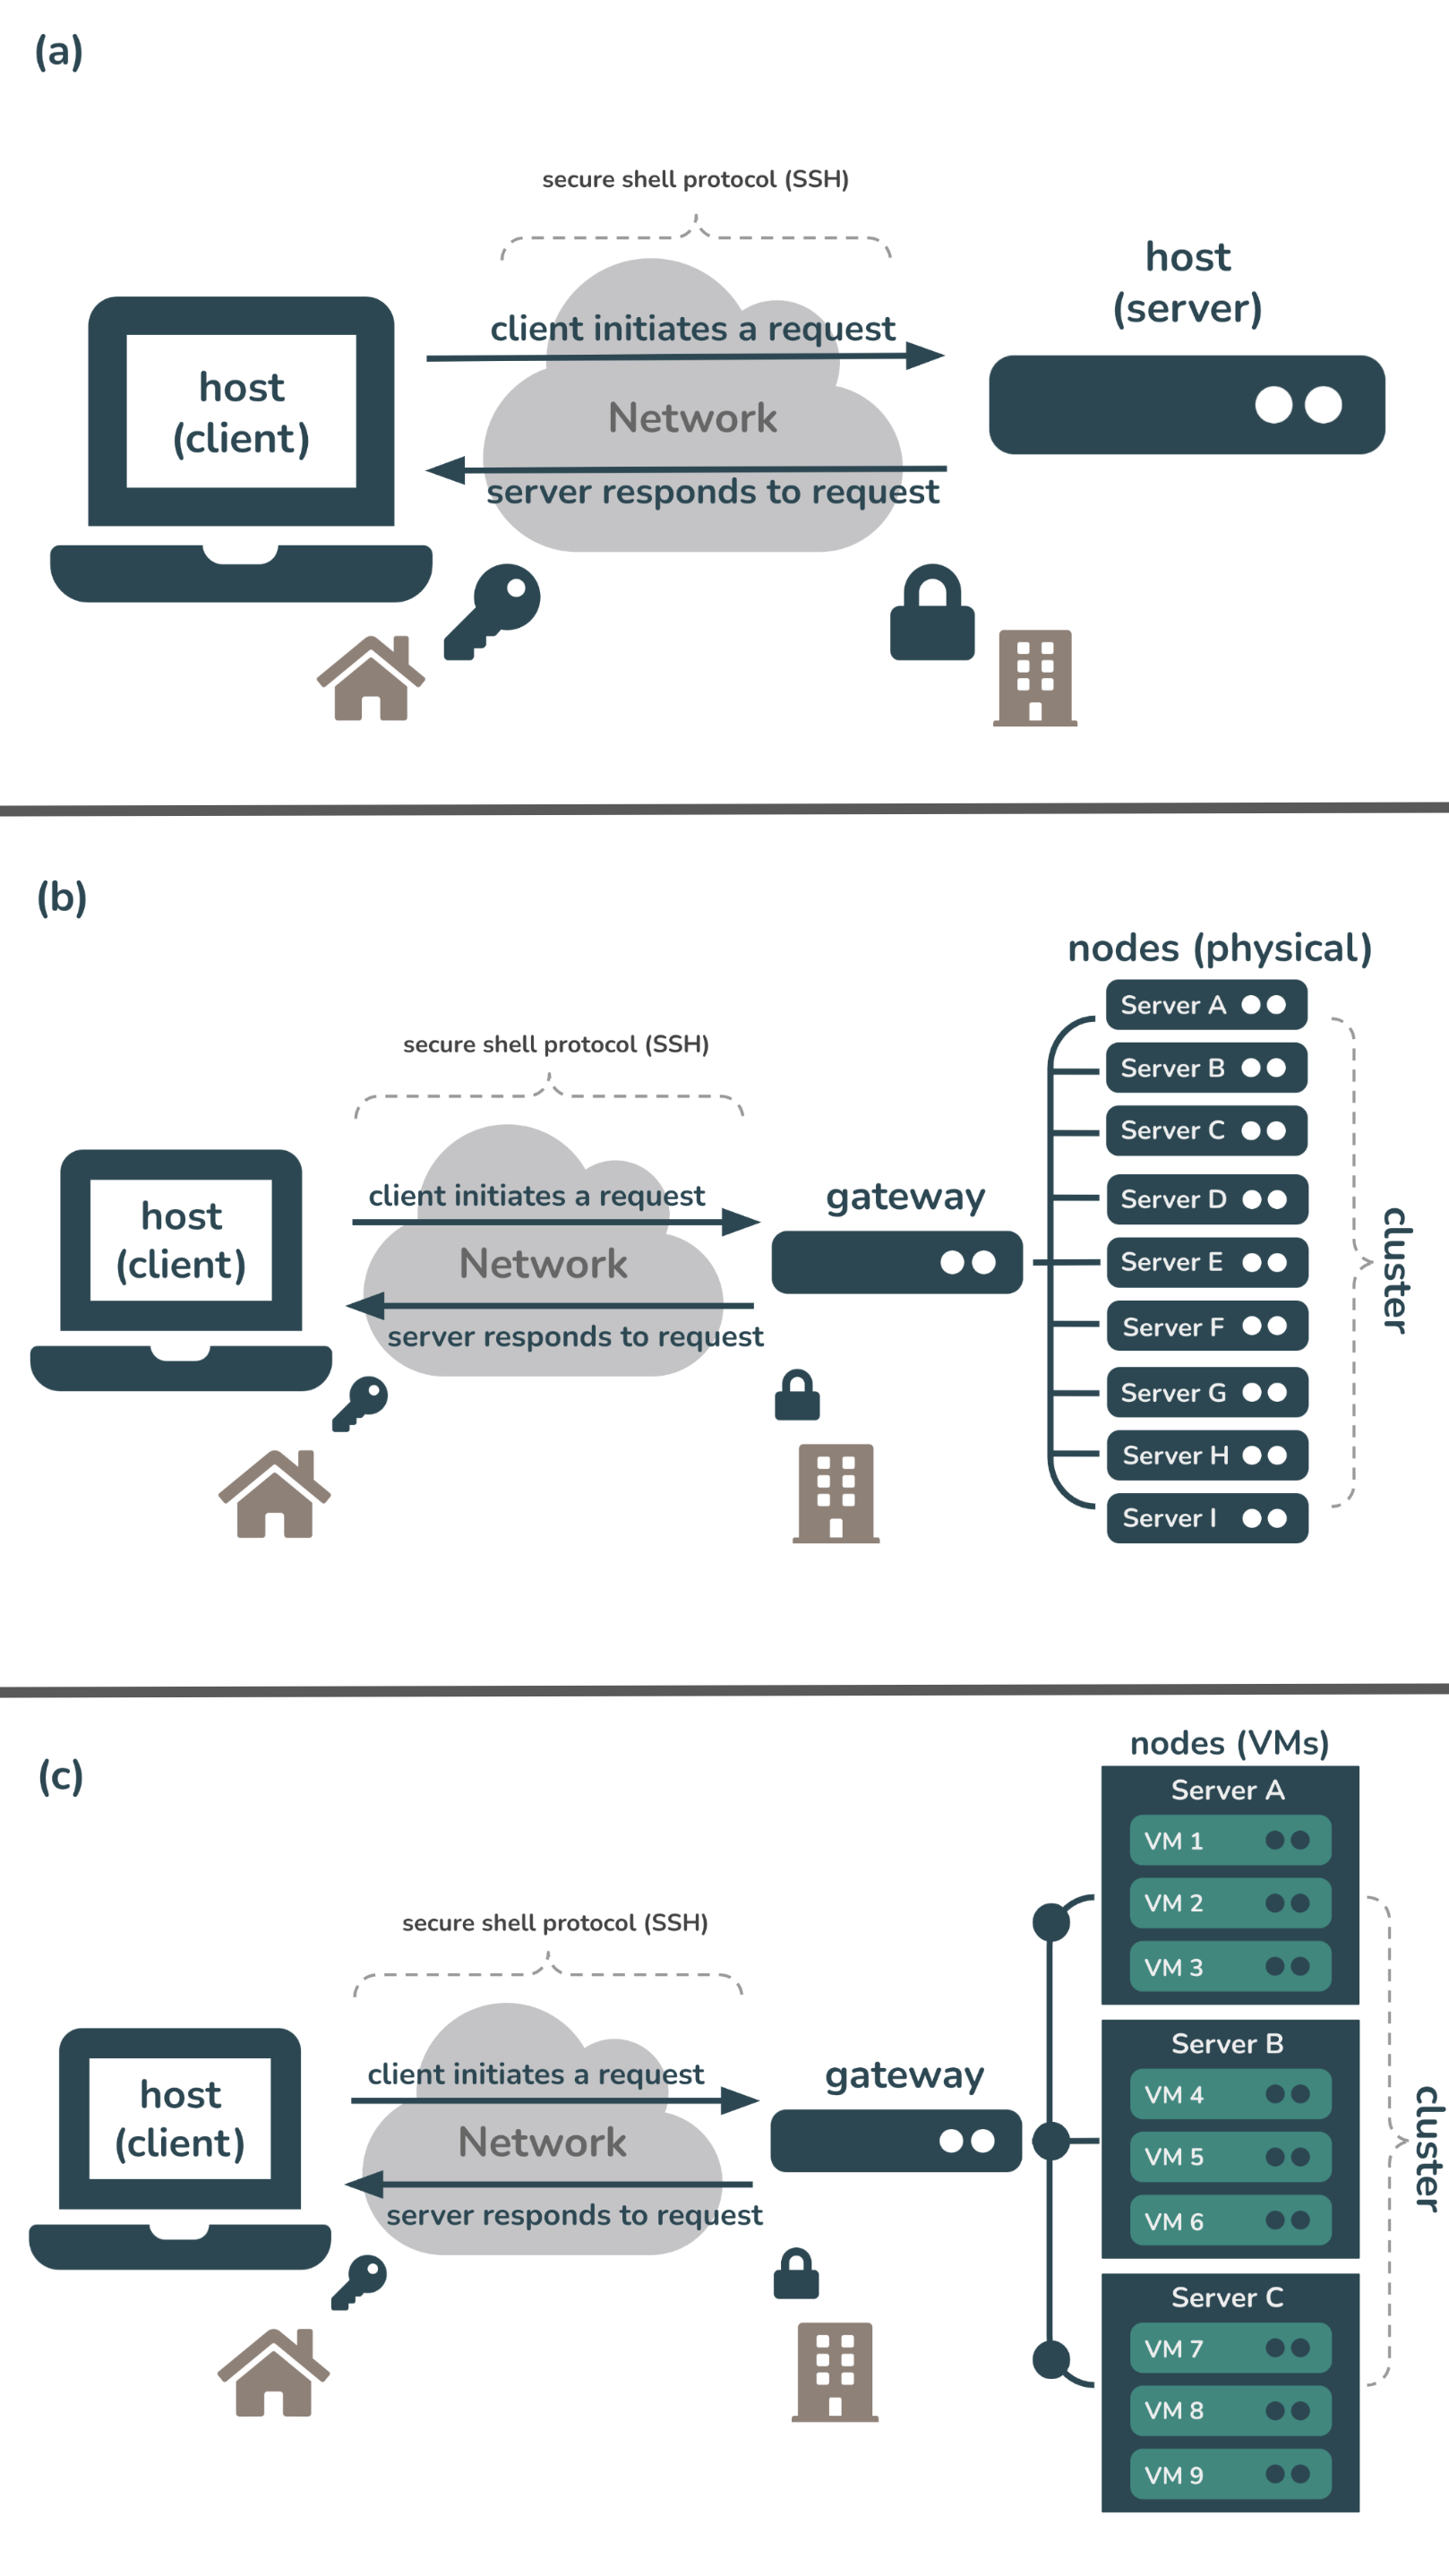 (a)
secure shell protocol (SSH)
host
(server)
client initiates a request
host
(client)
Network
server responds to request
(b)
nodes (physical)
Server A
secure shell protocol (SSH)
Server B
Server C
client initiates a request
gateway
Server D
host
(client)
Network
Server E
cluster
server responds to request
Server F
Server G
Server H
Server I
(c)
nodes (VMs)
Server A
VM 1
VM 2
secure shell protocol (SSH)
VM 3
Server B
client initiates a request
gateway
VM 4
host
(client)
Network
VM 5
cluster
server responds to request
VM 6
Server C
VM 7
VM 8
VM 9